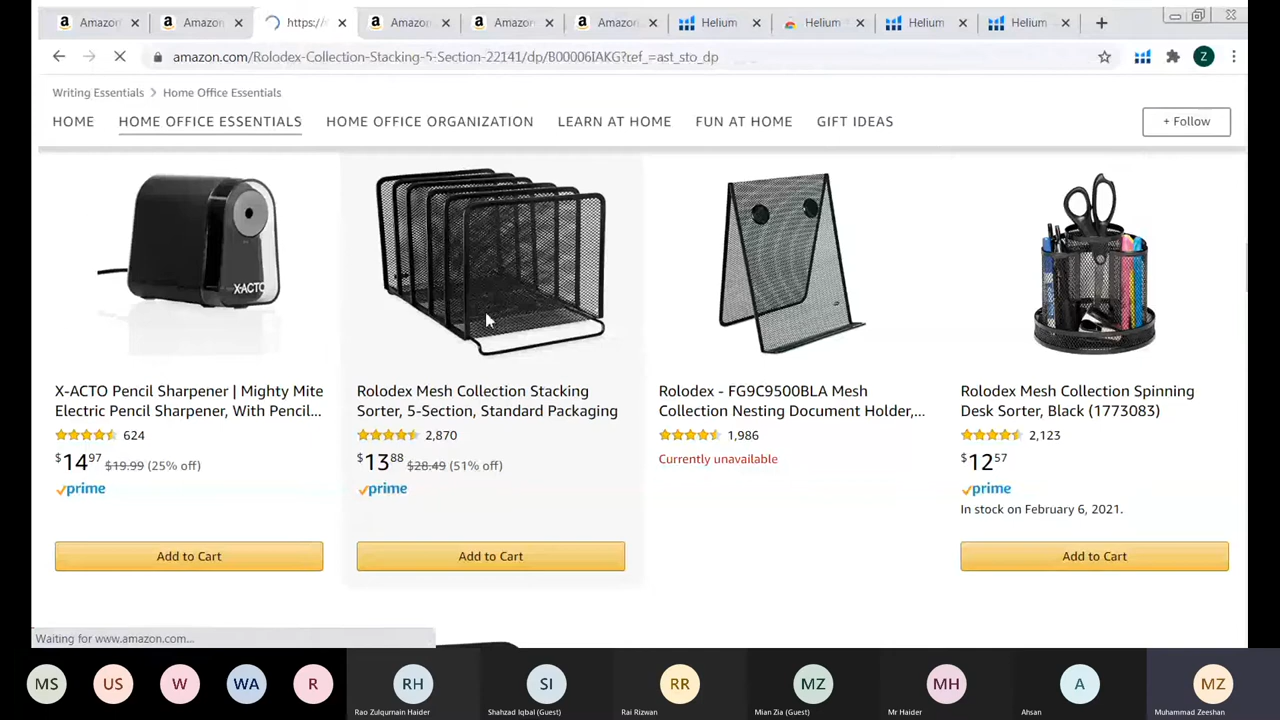 Amazon
Amazon
https://
Amazon
Amazon
Amazon
Helium
Helium
Helium
Helium
amazon.com/Rolodex-Collection-Stacking-5-Section-22141/dp/B00006IAKG?ref_=ast_sto_dp
Z
Writing Essentials > Home Office Essentials
HOME
HOME OFFICE ESSENTIALS
HOME OFFICE ORGANIZATION
LEARN AT HOME
FUN AT HOME
GIFT IDEAS
+ Follow
X-ACTO
X-ACTO Pencil Sharpener | Mighty Mite
Electric Pencil Sharpener, With Pencil...
624
$14.97 $19.99 (25% off)
prime
Add to Cart
Rolodex Mesh Collection Stacking
Sorter, 5-Section, Standard Packaging
2,870
$13.88 $28.49 (51% off)
prime
Add to Cart
Rolodex - FG9C9500BLA Mesh
Collection Nesting Document Holder,...
1,986
Currently unavailable
Rolodex Mesh Collection Spinning
Desk Sorter, Black (1773083)
2,123
$12.57
prime
In stock on February 6, 2021.
Add to Cart
Waiting for www.amazon.com...
MS
US
W
WA
R
RH
Rao Zulqurnain Haider
SI
Shahzad Iqbal (Guest)
RR
Rai Rizwan
MZ
Mian Zia (Guest)
MH
Mr Haider
A
Ahsan
MZ
Muhammad Zeeshan